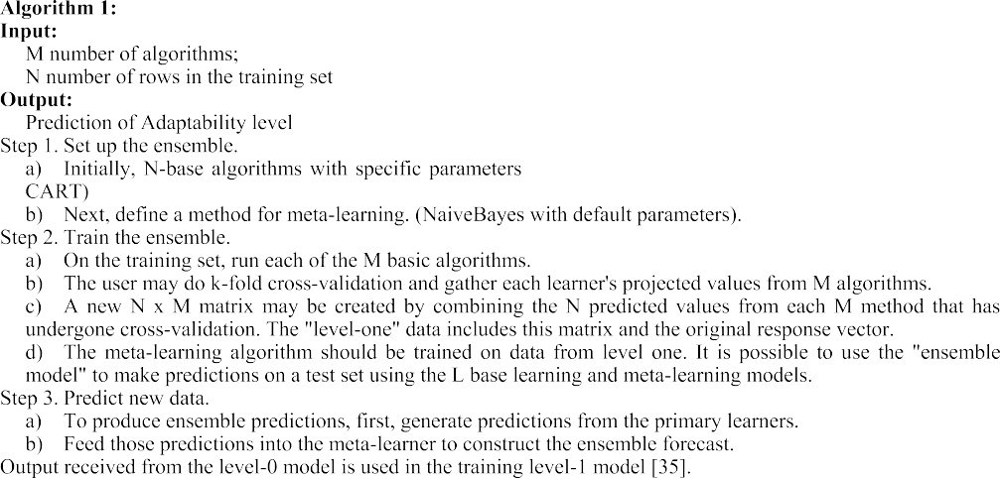 Algorithm 1:
Input:
M number of algorithms;
N number of rows in the training set
Output:
Prediction of Adaptability level
Step 1. Set up the ensemble.
a) Initially, N-base algorithms with specific parameters
CART)
b) Next, define a method for meta-learning. (NaiveBayes with default parameters).
Step 2. Train the ensemble.
a) On the training set, run each of the M basic algorithms.
b) The user may do k-fold cross-validation and gather each learner's projected values from M algorithms.
c) A new N x M matrix may be created by combining the N predicted values from each M method that has
undergone cross-validation. The "level-one" data includes this matrix and the original response vector.
d) The meta-learning algorithm should be trained on data from level one. It is possible to use the "ensemble
model" to make predictions on a test set using the L base learning and meta-learning models.
Step 3. Predict new data.
a) To produce ensemble predictions, first, generate predictions from the primary learners.
b) Feed those predictions into the meta-learner to construct the ensemble forecast.
Output received from the level-0 model is used in the training level-1 model [35].